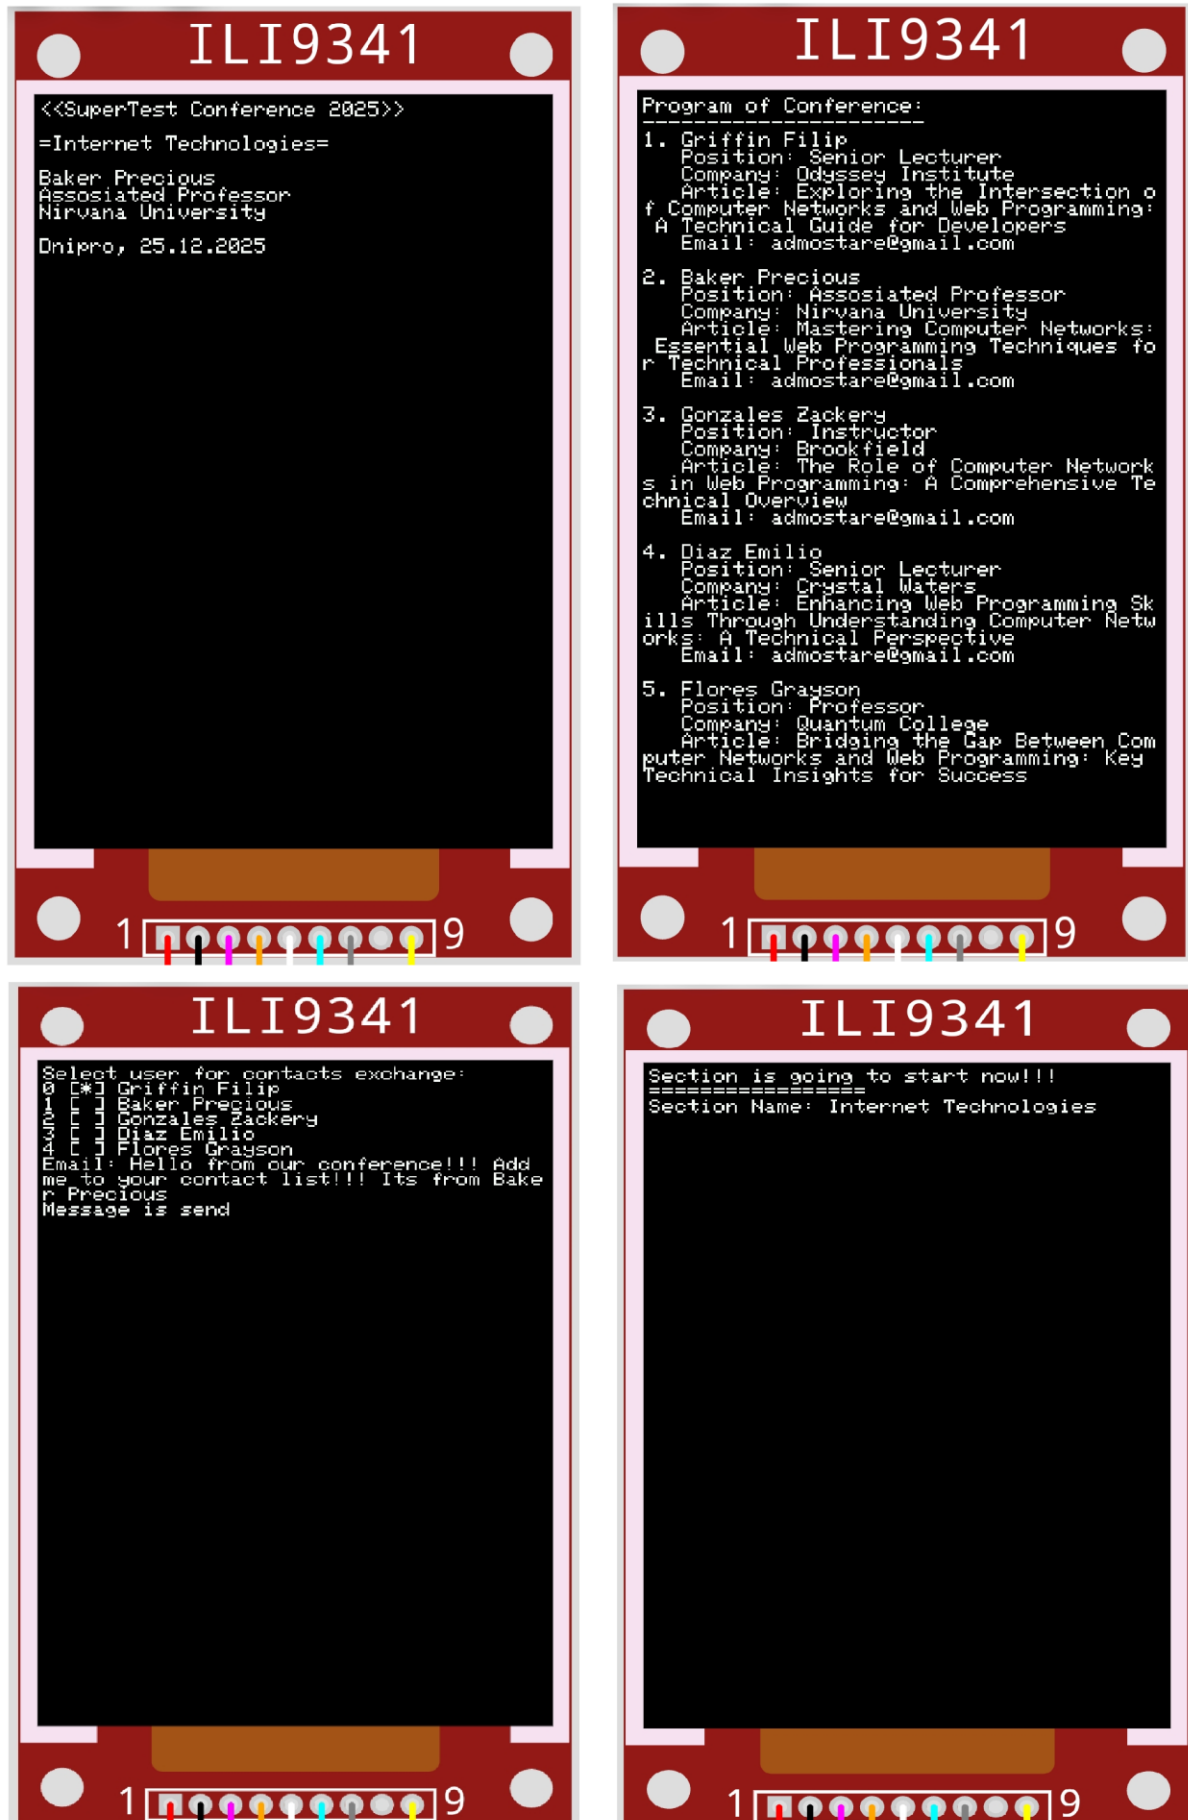 ILI9341
<<SuperTest Conference 2025>>
=Internet Technologies=
Baker Precious
Assosiated Professor
Nirvana University
Dnipro, 25.12.2025
1 9
ILI9341
Program of Conference:
----------------------
1. Griffin Filip
Position: Senior Lecturer
Company: Odyssey Institute
Article: Exploring the Intersection o
f Computer Networks and Web Programming:
A Technical Guide for Developers
Email: admostare@gmail.com
2. Baker Precious
Position: Assosiated Professor
Company: Nirvana University
Article: Mastering Computer Networks:
Essential Web Programming Techniques fo
r Technical Professionals
Email: admostare@gmail.com
3. Gonzales Zackery
Position: Instructor
Company: Brookfield
Article: The Role of Computer Network
s in Web Programming: A Comprehensive Te
chnical Overview
Email: admostare@gmail.com
4. Diaz Emilio
Position: Senior Lecturer
Company: Crystal Waters
Article: Enhancing Web Programming Sk
ills Through Understanding Computer Netw
orks: A Technical Perspective
Email: admostare@gmail.com
5. Flores Grayson
Position: Professor
Company: Quantum College
Article: Bridging the Gap Between Com
puter Networks and Web Programming: Key
Technical Insights for Success
1 9
ILI9341
Select user for contacts exchange:
0 [*] Griffin Filip
1 [ ] Baker Precious
2 [ ] Gonzales Zackery
3 [ ] Diaz Emilio
4 [ ] Flores Grayson
Email: Hello from our conference!!! Add
me to your contact list!!! Its from Bake
r Precious
Message is send
1 9
ILI9341
Section is going to start now!!!
=================
Section Name: Internet Technologies
1 9